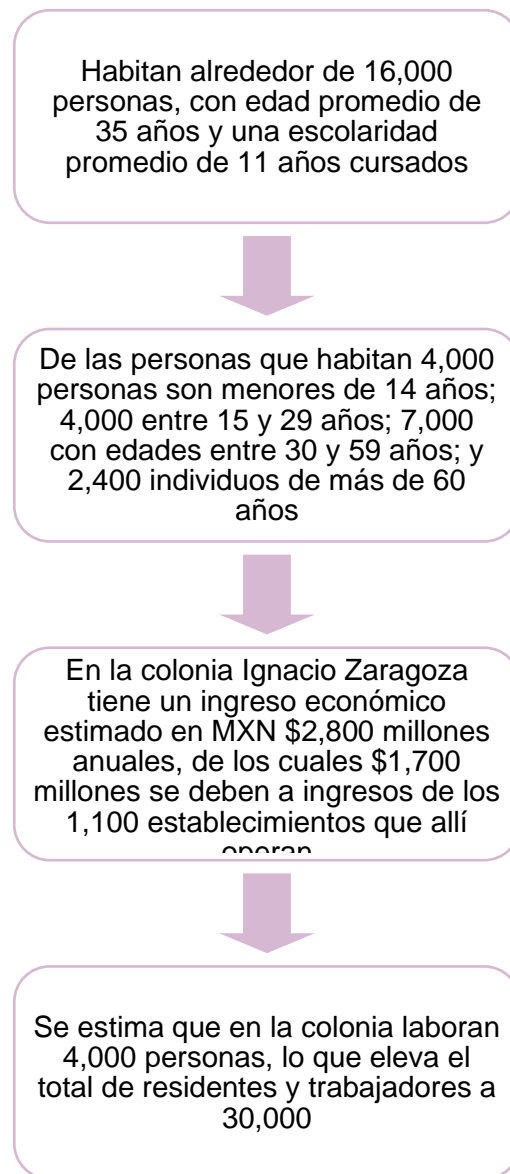 Habitan alrededor de 16,000
personas, con edad promedio de
35 años y una escolaridad
promedio de 11 años cursados
De las personas que habitan 4,000
personas son menores de 14 años;
4,000 entre 15 y 29 años; 7,000
con edades entre 30 y 59 años; y
2,400 individuos de más de 60
años
En la colonia Ignacio Zaragoza
tiene un ingreso económico
estimado en MXN $2,800 millones
anuales, de los cuales $1,700
millones se deben a ingresos de los
1,100 establecimientos que allí
operan
Se estima que en la colonia laboran
4,000 personas, lo que eleva el
total de residentes y trabajadores a
30,000